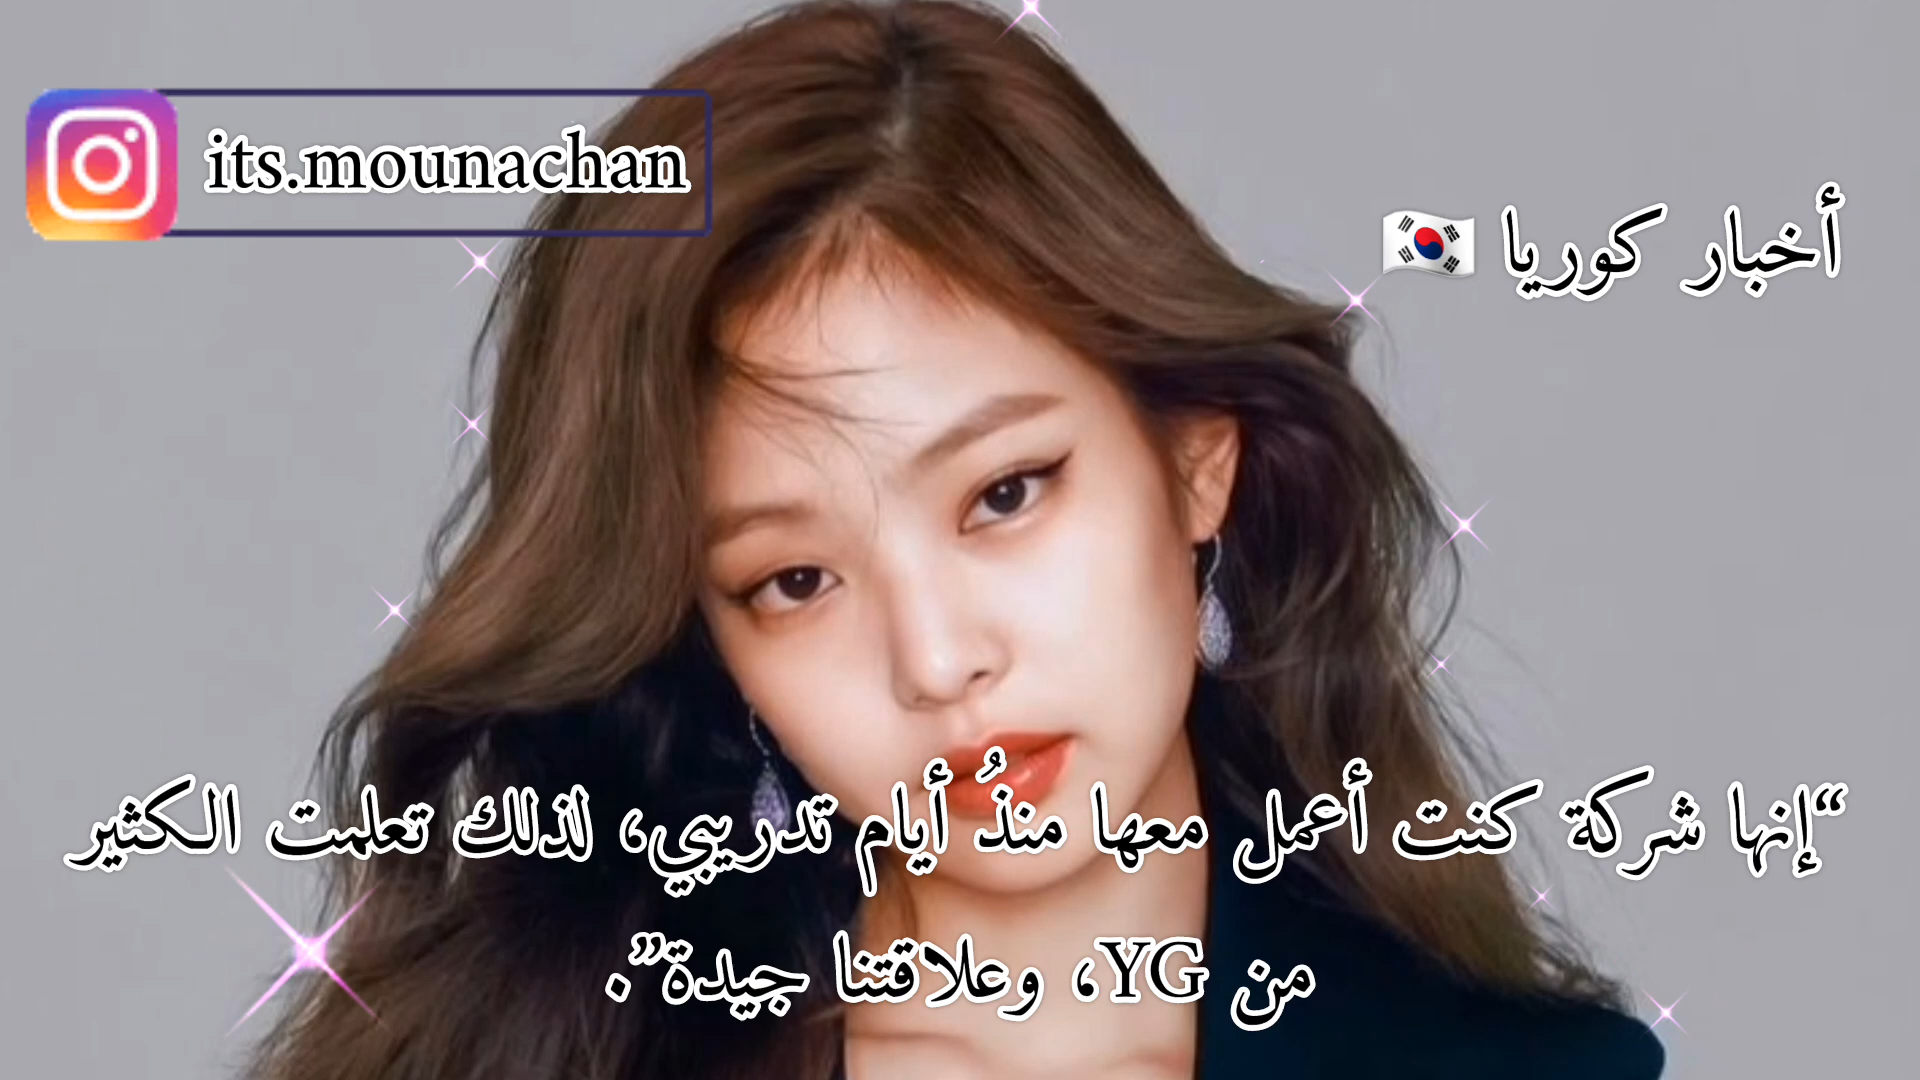 its.mounachan
أخبار كوريا 🇰🇷
“إنها شركة كنت أعمل معها منذُ أيام تدريبي، لذلك تعلمت الكثير
من YG، وعلاقتنا جيدة”.